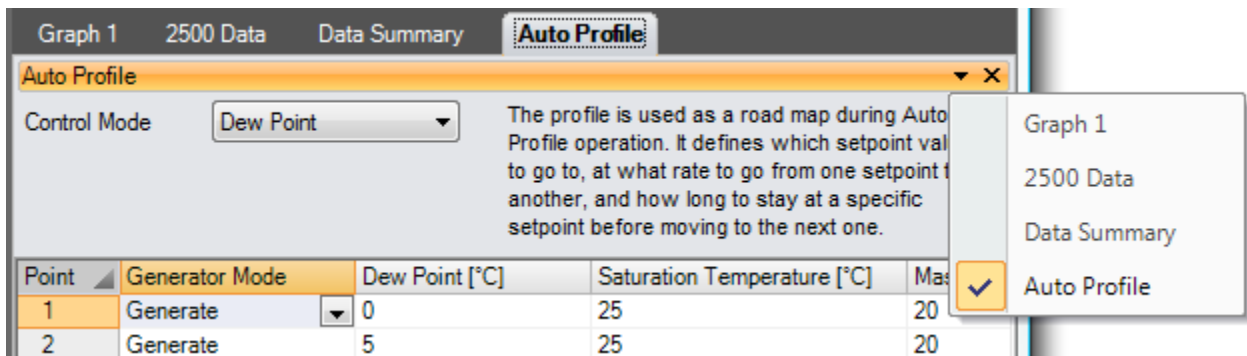 Graph 1 2500 Data Data Summary Auto Profile
Auto Profile
Control Mode Dew Point
The profile is used as a road map during Auto
Profile operation. It defines which setpoint val
to go to, at what rate to go from one setpoint t
another, and how long to stay at a specific
setpoint before moving to the next one.
Graph 1
2500 Data
Data Summary
Auto Profile
Point Generator Mode Dew Point [°C] Saturation Temperature [°C] Mas
1 Generate 0 25 20
2 Generate 5 25 20